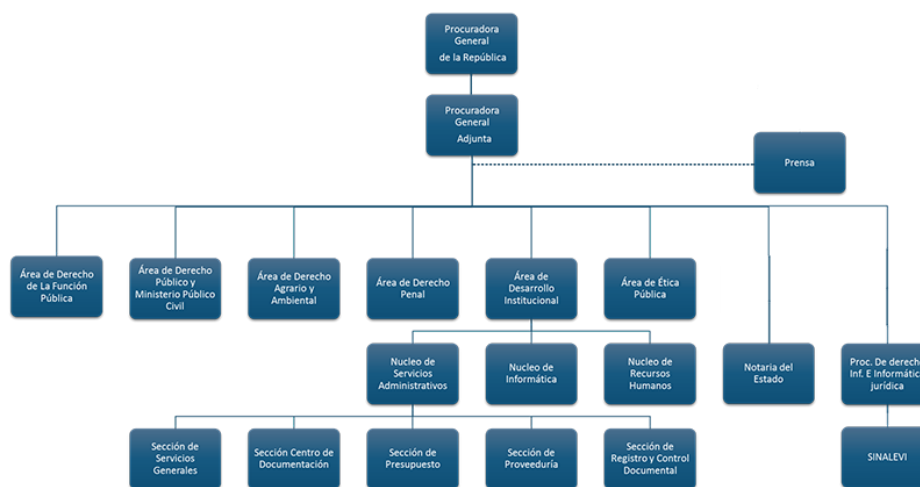 Procuradora
General
de la República
Procuradora
General
Adjunta
Prensa
Área de Derecho
de La Función
Pública
Área de Derecho
Público y
Ministerio Público
Civil
Área de Derecho
Agrario y
Ambiental
Área de Derecho
Penal
Área de
Desarrollo
Institucional
Área de Ética
Pública
Nucleo de
Servicios
Administrativos
Nucleo de
Informática
Nucleo de
Recursos
Humanos
Notaria del
Estado
Proc. De derecho
Inf. E Informática
jurídica
Sección de
Servicios
Generales
Sección Centro de
Documentación
Sección de
Presupuesto
Sección de
Proveeduría
Sección de
Registro y Control
Documental
SINALEVI